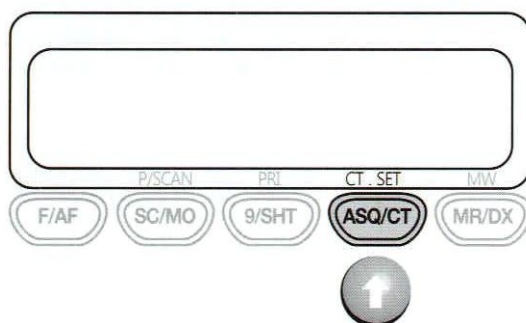 P/SCAN PRI CT . SET MW
F/AF SC/MO 9/SHT ASQ/CT MR/DX